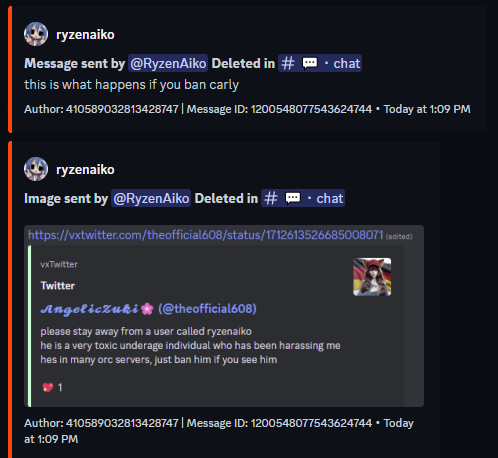 ryzenaiko
Message sent by @RyzenAiko Deleted in # 💬・chat
this is what happens if you ban carly
Author: 410589032813428747 | Message ID: 1200548077543624744 • Today at 1:09 PM
ryzenaiko
Image sent by @RyzenAiko Deleted in # 💬・chat
https://vxtwitter.com/theofficial608/status/1712613526685008071 (edited)
vxTwitter
Twitter
𝓐𝓷𝓰𝓮𝓵𝓲𝓬𝓩𝓾𝓴𝓲🌸 (@theofficial608)
please stay away from a user called ryzenaiko
he is a very toxic underage individual who has been harassing me
hes in many orc servers, just ban him if you see him
💖 1
Author: 410589032813428747 | Message ID: 1200548077543624744 • Today
at 1:09 PM